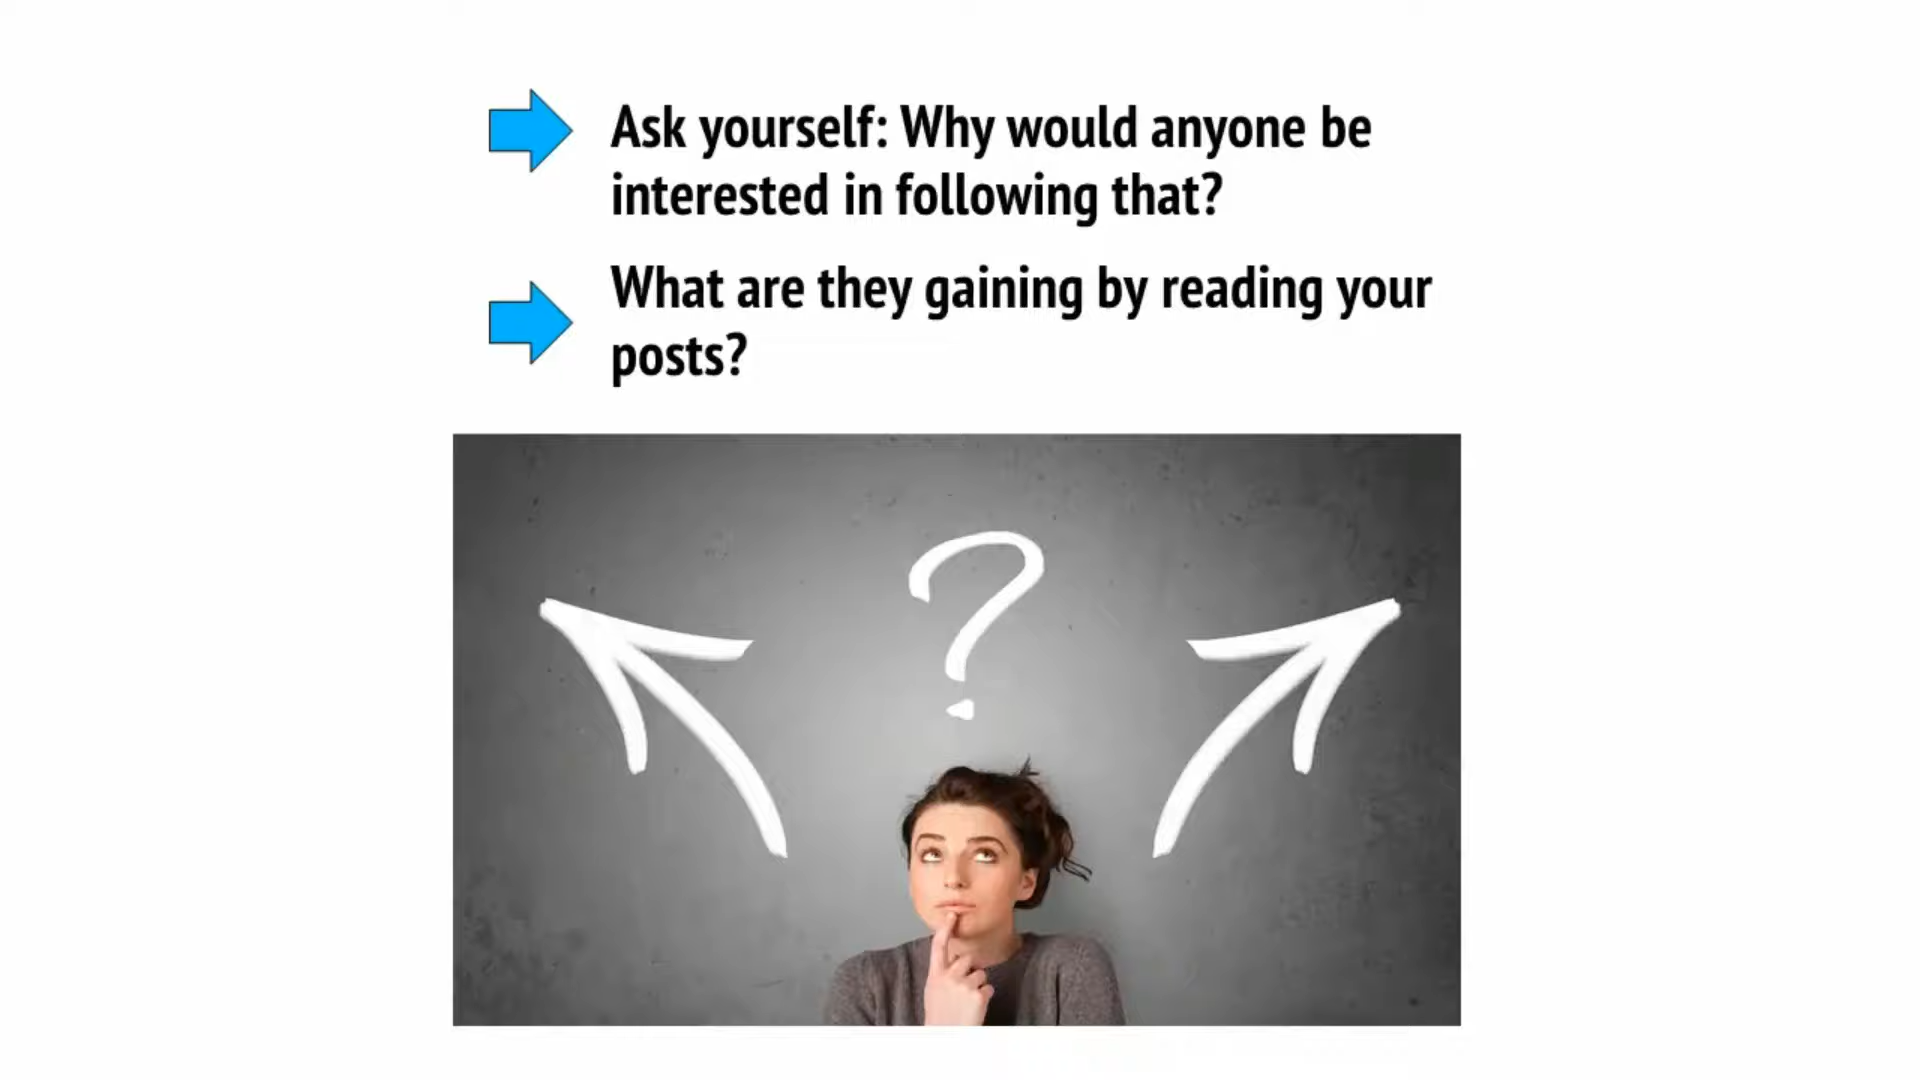 Ask yourself: Why would anyone be
interested in following that?
What are they gaining by reading your
posts?
?